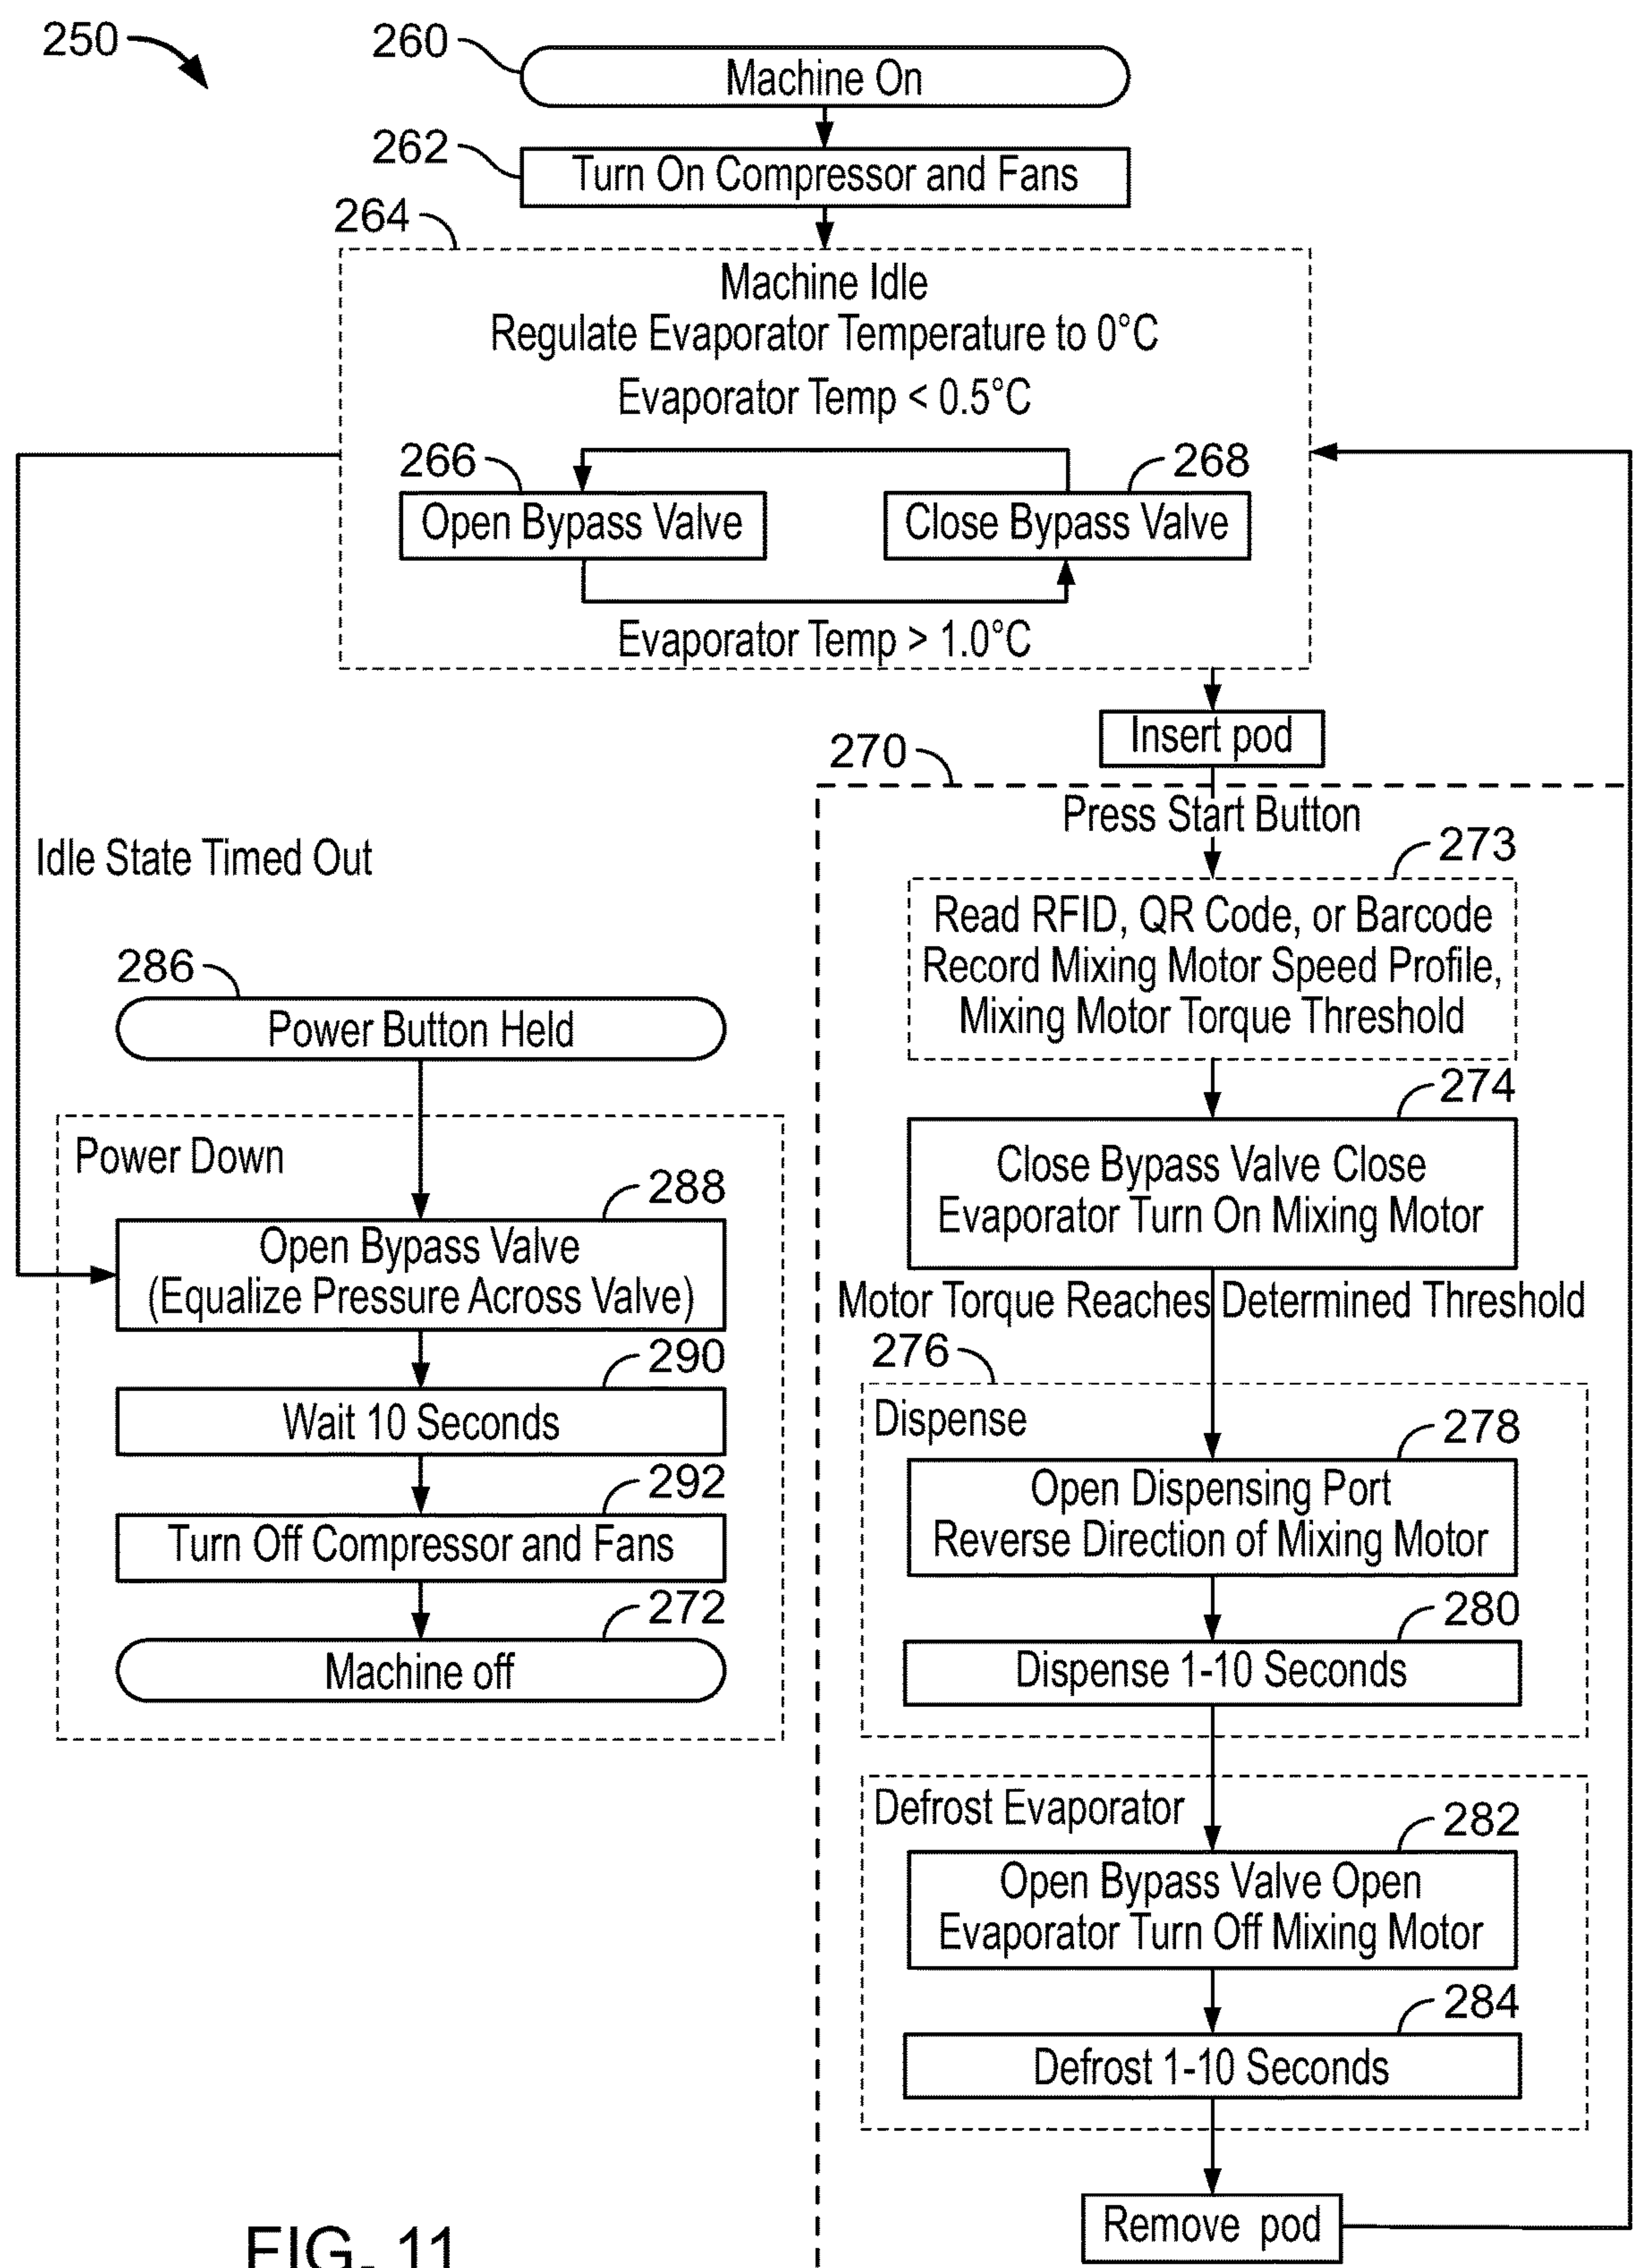 250
260
Machine On
262
Turn On Compressor and Fans
264
Machine Idle
Regulate Evaporator Temperature to 0°C
Evaporator Temp < 0.5°C
266
268
Open Bypass Valve
Close Bypass Valve
Evaporator Temp > 1.0°C
Insert pod
270
Press Start Button
273
Read RFID, QR Code, or Barcode
Record Mixing Motor Speed Profile,
Mixing Motor Torque Threshold
274
Close Bypass Valve Close
Evaporator Turn On Mixing Motor
Motor Torque Reaches Determined Threshold
276
Dispense
278
Open Dispensing Port
Reverse Direction of Mixing Motor
280
Dispense 1-10 Seconds
Defrost Evaporator
282
Open Bypass Valve Open
Evaporator Turn Off Mixing Motor
284
Defrost 1-10 Seconds
Remove pod
Idle State Timed Out
286
Power Button Held
Power Down
288
Open Bypass Valve
(Equalize Pressure Across Valve)
290
Wait 10 Seconds
292
Turn Off Compressor and Fans
272
Machine off
FIG. 11